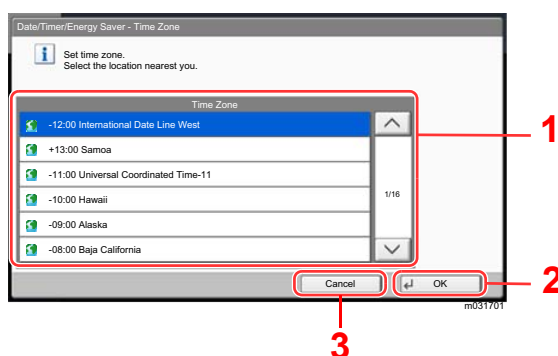 Date/Timer/Energy Saver - Time Zone
Set time zone.
Select the location nearest you.
Time Zone
-12:00 International Date Line West
+13:00 Samoa
-11:00 Universal Coordinated Time-11
-10:00 Hawaii
-09:00 Alaska
-08:00 Baja California
1/16
1
Cancel
OK
2
m031701
3